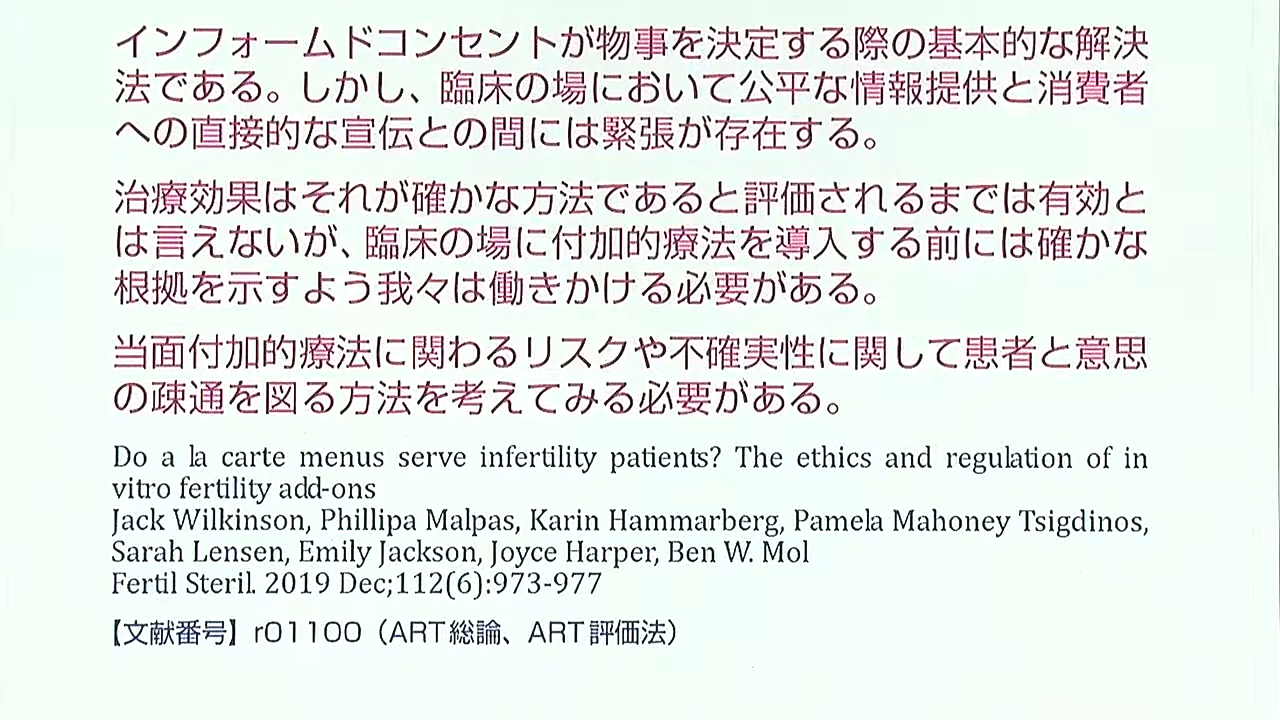 インフォームドコンセントが物事を決定する際の基本的な解決
法である。しかし、臨床の場において公平な情報提供と消費者
への直接的な宣伝との間には緊張が存在する。
治療効果はそれが確かな方法であると評価されるまでは有効と
は言えないが、臨床の場に付加的療法を導入する前には確かな
根拠を示すよう我々は働きかける必要がある。
当面付加的療法に関わるリスクや不確実性に関して患者と意思
の疎通を図る方法を考えてみる必要がある。
Do a la carte menus serve infertility patients? The ethics and regulation of in
vitro fertility add-ons
Jack Wilkinson, Phillipa Malpas, Karin Hammarberg, Pamela Mahoney Tsigdinos,
Sarah Lensen, Emily Jackson, Joyce Harper, Ben W. Mol
Fertil Steril. 2019 Dec;112(6):973-977
【文献番号】r01100（ART総論、ART評価法）